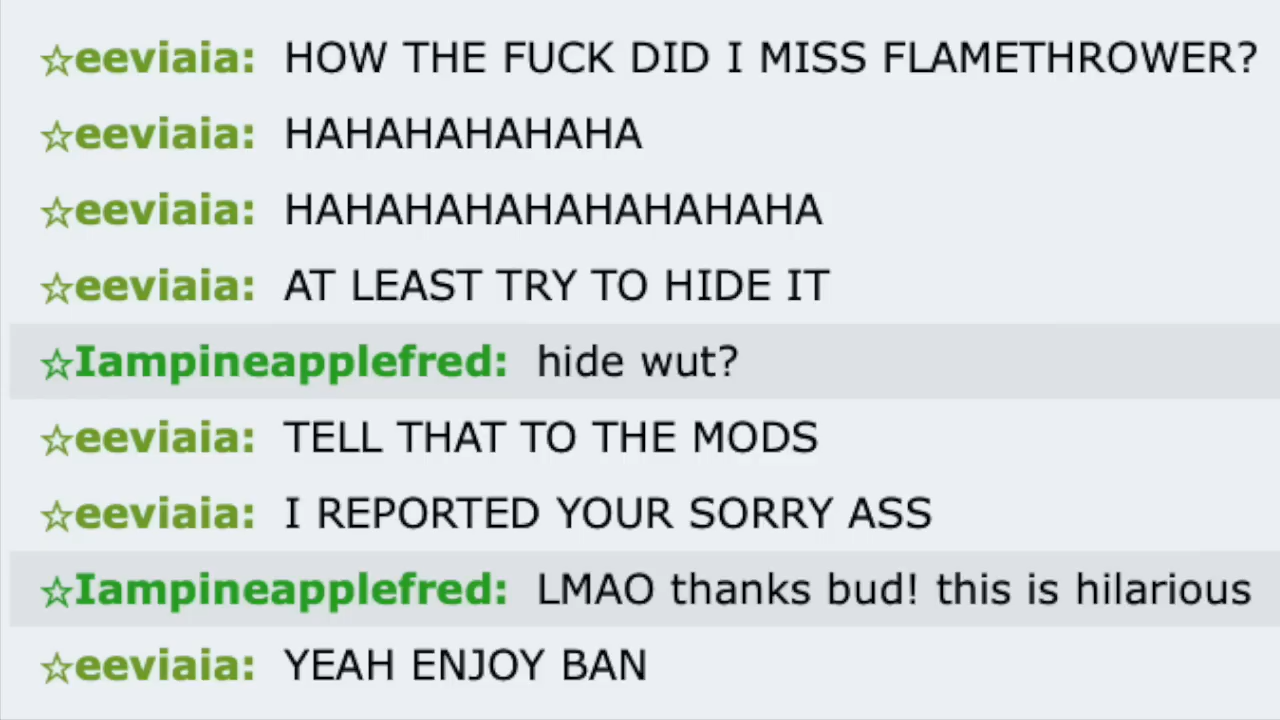 ☆eeviaia: HOW THE FUCK DID I MISS FLAMETHROWER?
☆eeviaia: HAHAHAHAHAHA
☆eeviaia: HAHAHAHAHAHAHAHAHA
☆eeviaia: AT LEAST TRY TO HIDE IT
☆Iampineapplefred: hide wut?
☆eeviaia: TELL THAT TO THE MODS
☆eeviaia: I REPORTED YOUR SORRY ASS
☆Iampineapplefred: LMAO thanks bud! this is hilarious
☆eeviaia: YEAH ENJOY BAN